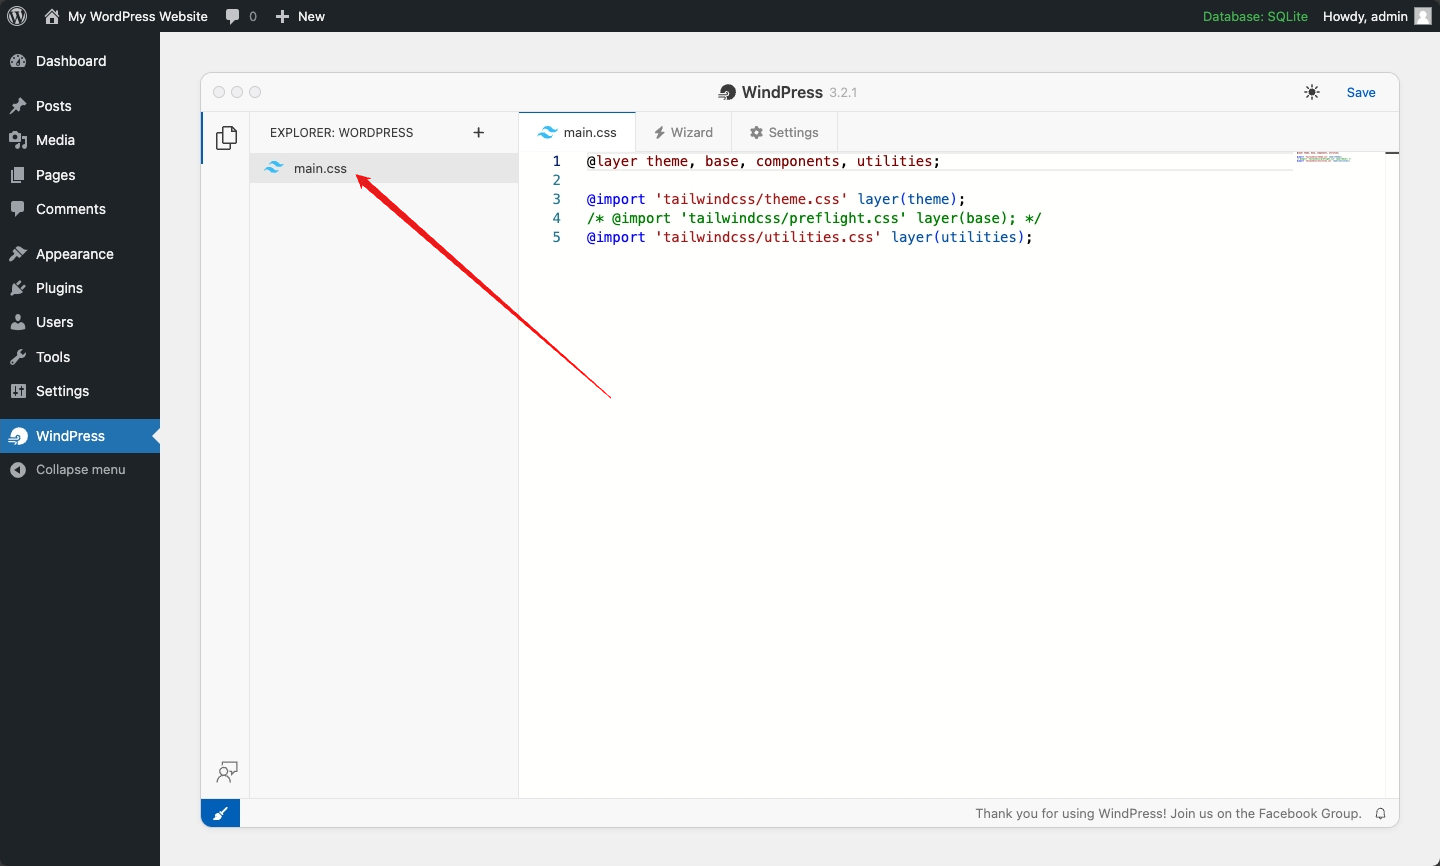 My WordPress Website 0 New Database: SQLite Howdy, admin
Dashboard
Posts
Media
Pages
Comments
Appearance
Plugins
Users
Tools
Settings
WindPress
Collapse menu
WindPress 3.2.1 Save
EXPLORER: WORDPRESS
main.css
main.css Wizard Settings
1 @layer theme, base, components, utilities;
2
3 @import 'tailwindcss/theme.css' layer(theme);
4 /* @import 'tailwindcss/preflight.css' layer(base); */
5 @import 'tailwindcss/utilities.css' layer(utilities);
Thank you for using WindPress! Join us on the Facebook Group.